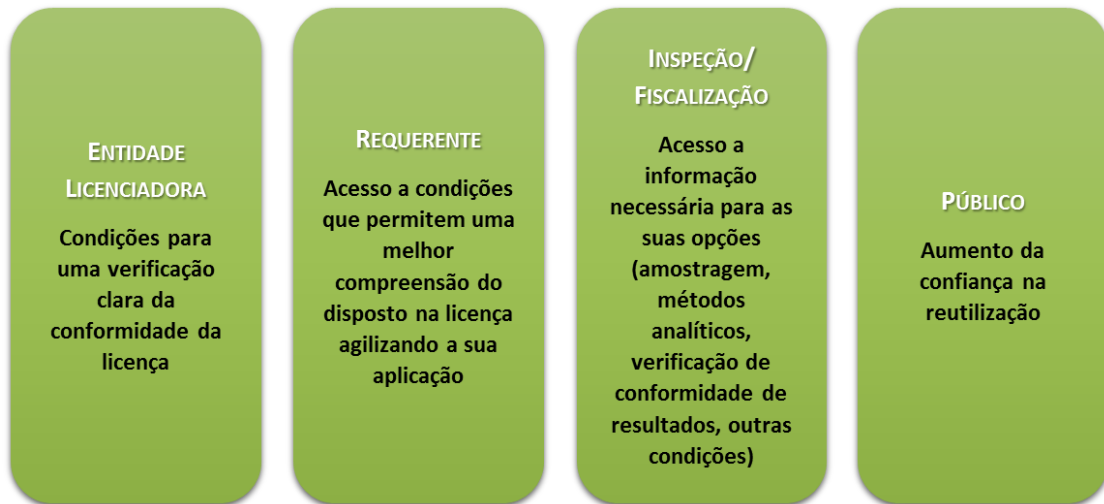 ENTIDADE
LICENCIADORA
Condições para
uma verificação
clara da
conformidade da
licença
REQUERENTE
Acesso a condições
que permitem uma
melhor
compreensão do
disposto na licença
agilizando a sua
aplicação
INSPEÇÃO/
FISCALIZAÇÃO
Acesso a
informação
necessária para as
suas opções
(amostragem,
métodos
analíticos,
verificação de
conformidade de
resultados, outras
condições)
PÚBLICO
Aumento da
confiança na
reutilização